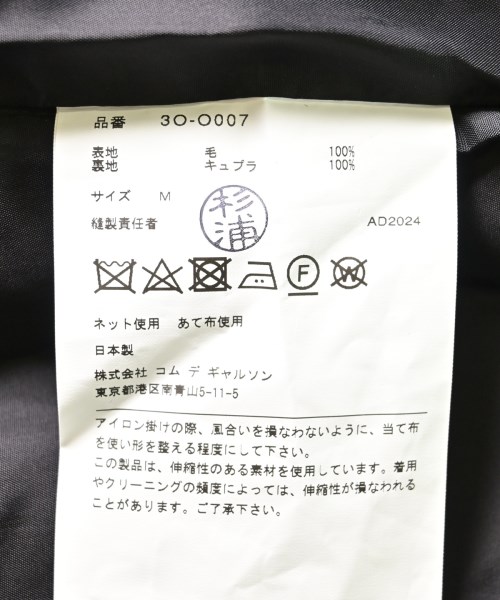 品番 3O-O007
表地 毛 100%
裏地 キュプラ 100%
サイズ M
杉浦
縫製責任者 AD2024
F W
ネット使用 あて布使用
日本製
株式会社 コム デ ギャルソン
東京都港区南青山5-11-5
アイロン掛けの際、風合いを損なわないように、当て布
を使い形を整える程度にして下さい。
この製品は、伸縮性のある素材を使用しています。着用
やクリーニングの頻度によっては、伸縮性が損なわれる
ことがあります。ご了承下さい。